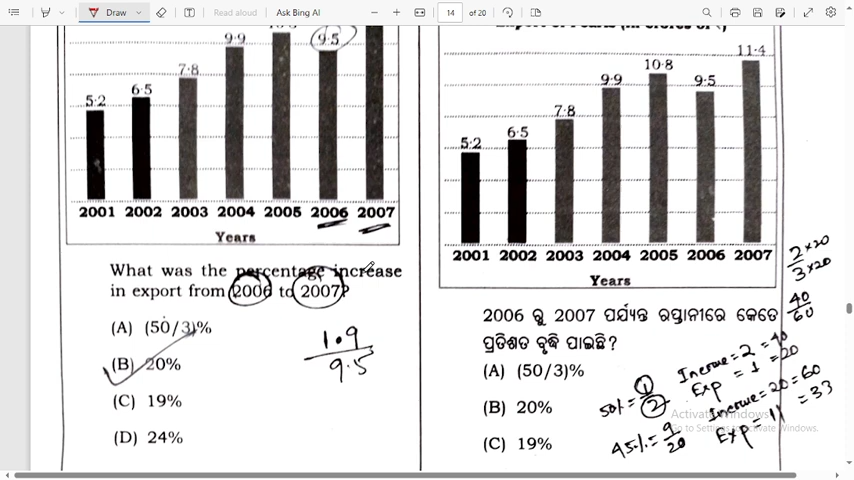 Draw
Read aloud
Ask Bing AI
14
of 20
5·2
6·5
7·8
9·9
9·5
2001 2002 2003 2004 2005 2006 2007
Years
What was the percentage increase
in export from 2006 to 2007?
(A) (50/3)%
(B) 20%
(C) 19%
(D) 24%
1.9
9.5
5·2
6·5
7·8
9·9
10·8
9·5
11·4
2001 2002 2003 2004 2005 2006 2007
Years
2006 ରୁ 2007 ପର୍ଯ୍ୟନ୍ତ ରପ୍ତାନୀରେ କେତେ
ପ୍ରତିଶତ ବୃଦ୍ଧି ପାଇଛି?
(A) (50/3)%
(B) 20%
(C) 19%
2 ×20
3 ×20
40
60
50% = 1
2
Income = 2 = 40
Exp = 1 = 20
45% = 9
20
Income = 20 = 60
Exp = 11 = 33
Activate Windows
Go to Settings to activate Windows.